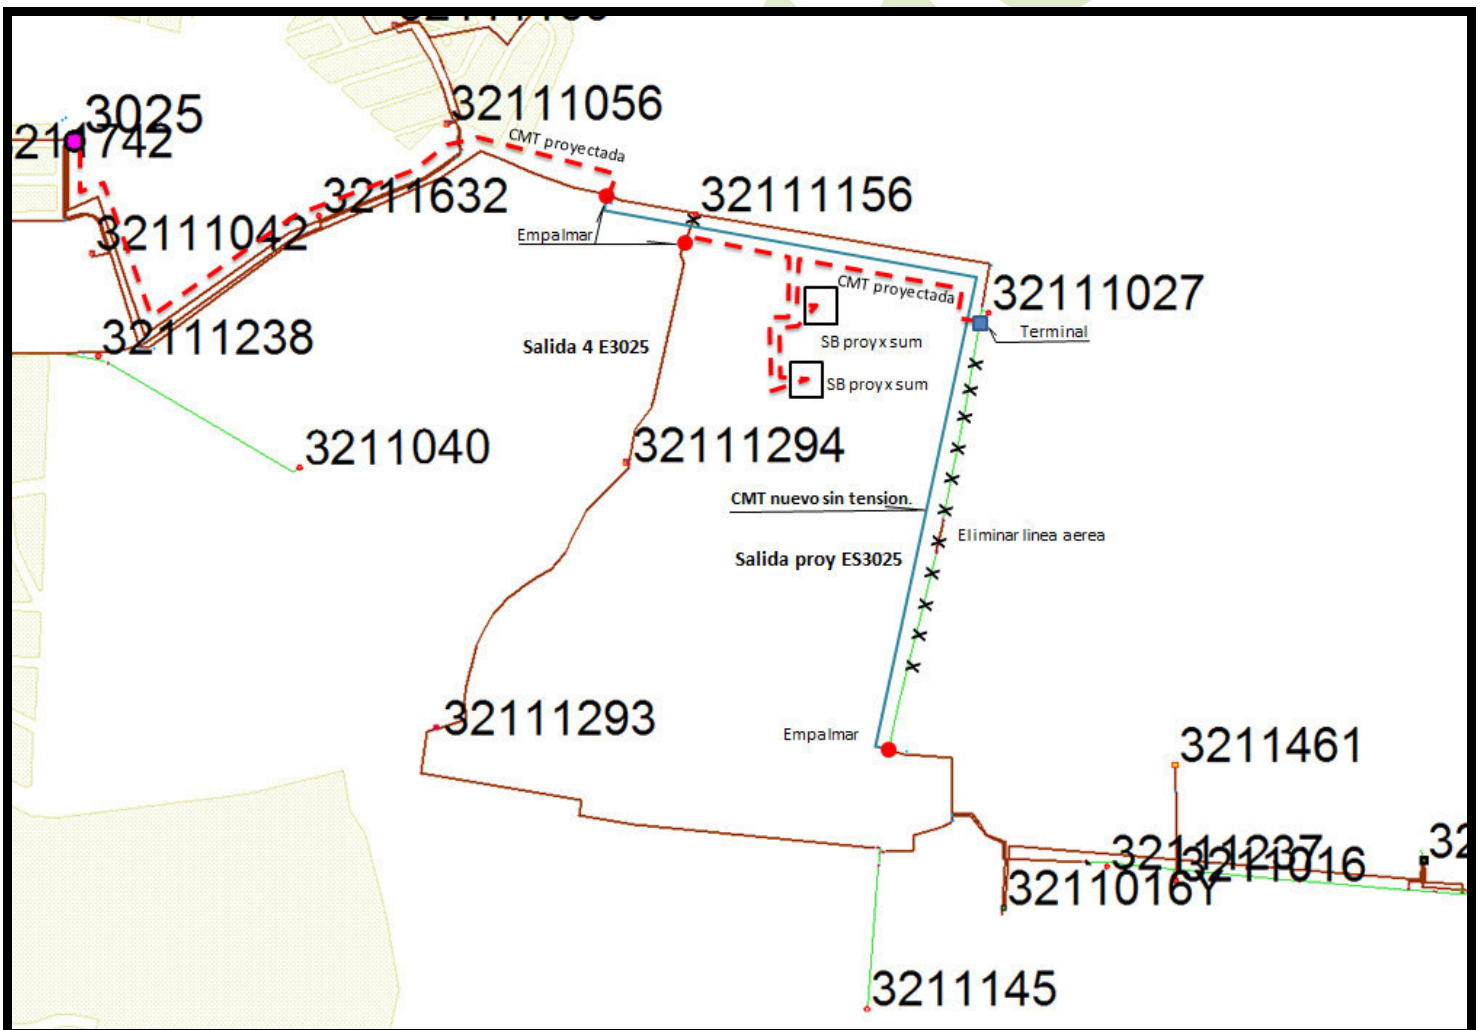 32111056
3025
CMT proyectada
3211632
32111156
32111042
Empalmar
CMT proyectada
32111027
Terminal
32111238
SB proy x sum
Salida 4 E3025
SB proy x sum
3211040
32111294
CMT nuevo sin tension.
Eliminar linea aerea
Salida proy ES3025
32111293
Empalmar
3211461
32111237
3211016
3211016Y
3211145